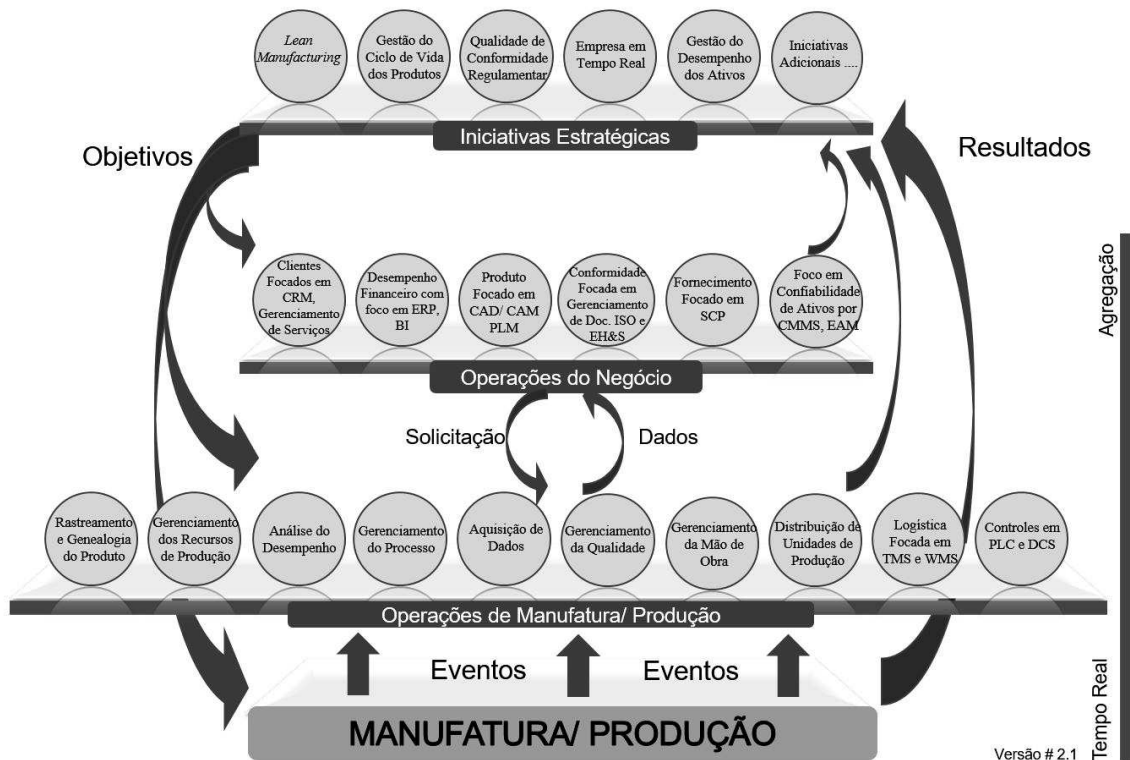 Lean
Manufacturing
Gestão do
Ciclo de Vida
dos Produtos
Qualidade de
Conformidade
Regulamentar
Empresa em
Tempo Real
Gestão do
Desempenho
dos Ativos
Iniciativas
Adicionais ....
Iniciativas Estratégicas
Objetivos
Resultados
Clientes
Focados em
CRM,
Gerenciamento
de Serviços
Desempenho
Financeiro com
foco em ERP,
BI
Produto
Focado em
CAD/ CAM
PLM
Conformidade
Focada em
Gerenciamento
de Doc. ISO e
EH&S
Fornecimento
Focado em
SCP
Foco em
Confiabilidade
de Ativos por
CMMS, EAM
Operações do Negócio
Solicitação
Dados
Rastreamento
e Genealogia
do Produto
Gerenciamento
dos Recursos
de Produção
Análise do
Desempenho
Gerenciamento
do Processo
Aquisição de
Dados
Gerenciamento
da Qualidade
Gerenciamento
da Mão de
Obra
Distribuição de
Unidades de
Produção
Logística
Focada em
TMS e WMS
Controles em
PLC e DCS
Operações de Manufatura/ Produção
Eventos
Eventos
MANUFATURA/ PRODUÇÃO
Agregação
Tempo Real
Versão # 2.1